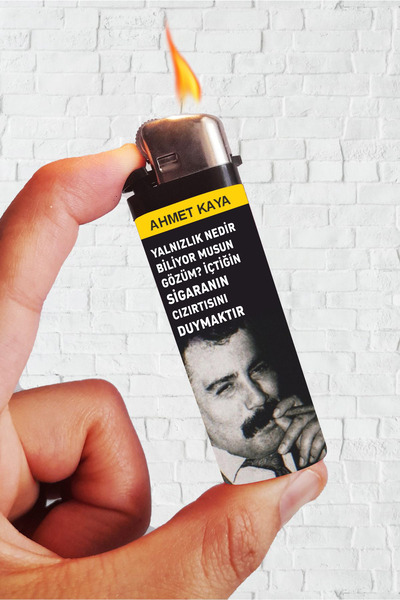 AHMET KAYA
YALNIZLIK NEDİR
BİLİYOR MUSUN
GÖZÜM? İÇTİĞİN
SİGARANIN
CIZIRTISINI
DUYMAKTIR